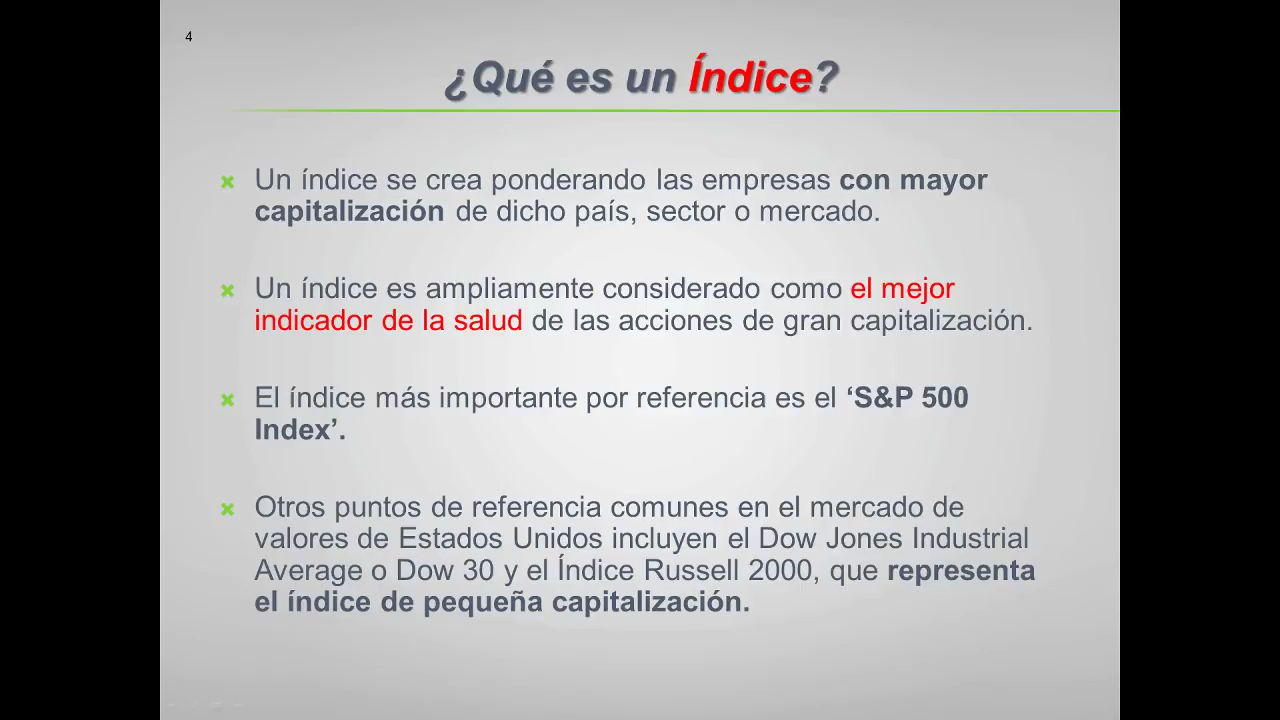 4
¿Qué es un Índice?
Un índice se crea ponderando las empresas con mayor
capitalización de dicho país, sector o mercado.
Un índice es ampliamente considerado como el mejor
indicador de la salud de las acciones de gran capitalización.
El índice más importante por referencia es el ‘S&P 500
Index’.
Otros puntos de referencia comunes en el mercado de
valores de Estados Unidos incluyen el Dow Jones Industrial
Average o Dow 30 y el Índice Russell 2000, que representa
el índice de pequeña capitalización.